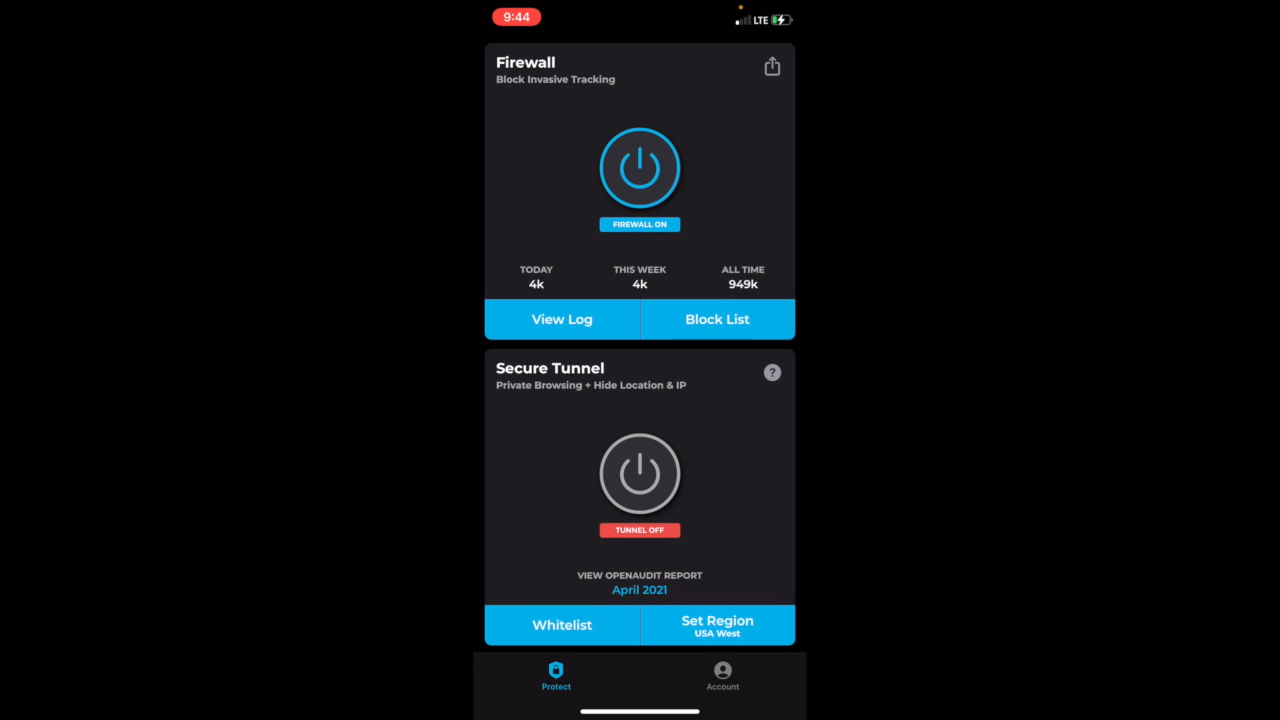 9:44
LTE
Firewall
Block Invasive Tracking
FIREWALL ON
TODAY THIS WEEK ALL TIME
4k 4k 949k
View Log Block List
Secure Tunnel
Private Browsing + Hide Location & IP
?
TUNNEL OFF
VIEW OPENAUDIT REPORT
April 2021
Whitelist Set Region
USA West
Protect Account